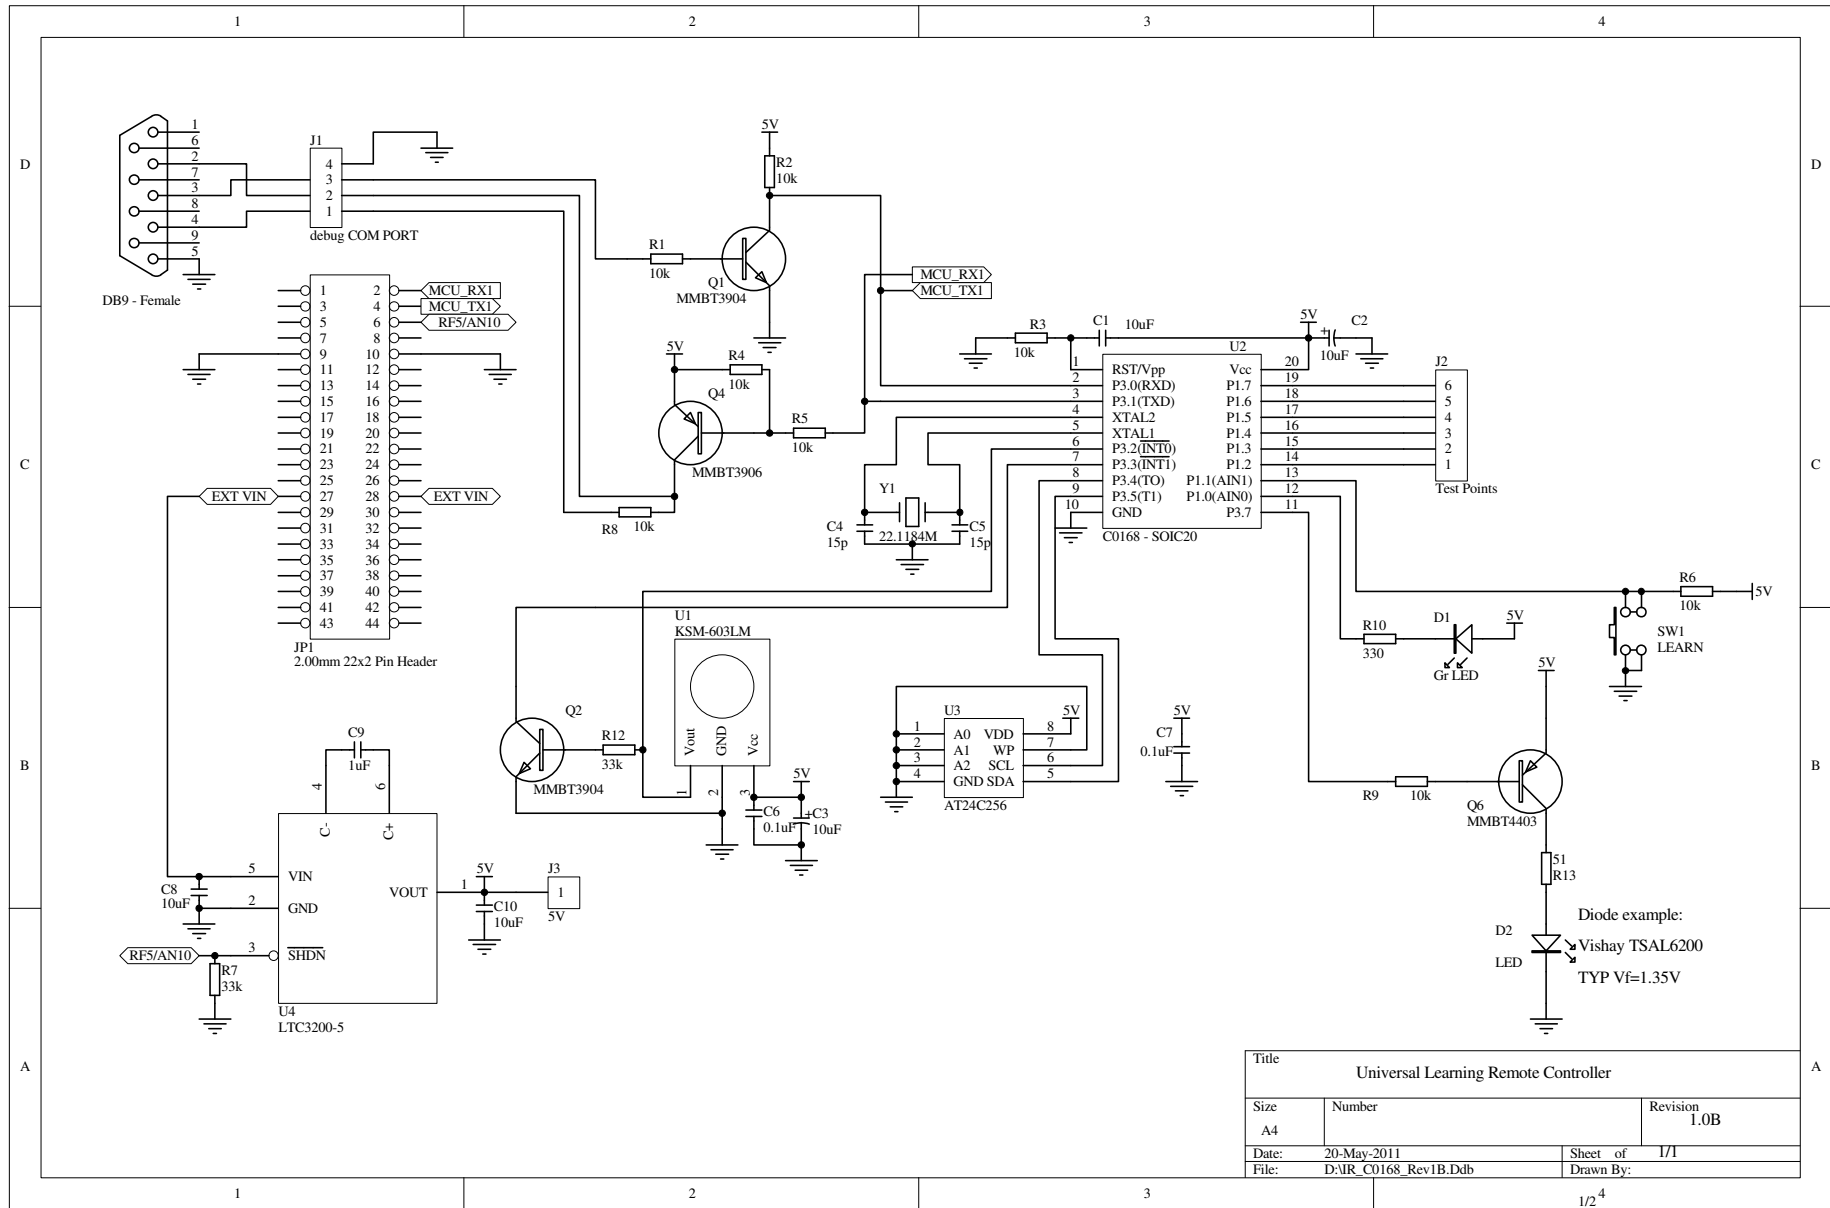 1 2 3 4
D D
C C
B B
A A
1
6
2
7
3
8
4
9
5
DB9 - Female
J1
4
3
2
1
debug COM PORT
5V
R2
10k
R1
10k
Q1
MMBT3904
MCU_RX1
MCU_TX1
1 2 MCU_RX1
3 4 MCU_TX1
5 6 RF5/AN10
7 8
9 10
11 12
13 14
15 16
17 18
19 20
21 22
23 24
25 26
EXT VIN 27 28 EXT VIN
29 30
31 32
33 34
35 36
37 38
39 40
41 42
43 44
JP1
2.00mm 22x2 Pin Header
5V
R4
10k
Q4
MMBT3906
R5
10k
R8 10k
R3
10k
C1 10uF
5V
C2
10uF
+
U2
1 RST/Vpp Vcc 20
2 P3.0(RXD) P1.7 19
3 P3.1(TXD) P1.6 18
4 XTAL2 P1.5 17
5 XTAL1 P1.4 16
6 P3.2(INT0) P1.3 15
7 P3.3(INT1) P1.2 14
8 P3.4(TO) P1.1(AIN1) 13
9 P3.5(T1) P1.0(AIN0) 12
10 GND P3.7 11
C0168 - SOIC20
J2
6
5
4
3
2
1
Test Points
Y1
22.1184M
C4
15p
C5
15p
R6
10k
5V
SW1
LEARN
R10
330
D1
5V
Gr LED
U1
KSM-603LM
Vout GND Vcc
1 2 3
Q2
MMBT3904
R12
33k
5V
C6
0.1uF
+C3
10uF
U3
1 A0 VDD 8 5V
2 A1 WP 7
3 A2 SCL 6
4 GND SDA 5
AT24C256
5V
C7
0.1uF
5V
R9 10k
Q6
MMBT4403
51
R13
D2
LED
Diode example:
Vishay TSAL6200
TYP Vf=1.35V
C9
1uF
4 6
C- C+
5 VIN
2 GND
3 SHDN
VOUT 1
C8
10uF
RF5/AN10
R7
33k
U4
LTC3200-5
5V
C10
10uF
J3
1
5V
Title
Universal Learning Remote Controller
Size Number Revision
A4 1.0B
Date: 20-May-2011 Sheet of 1/1
File: D:\IR_C0168_Rev1B.Ddb Drawn By:
1 2 3 4
1/2